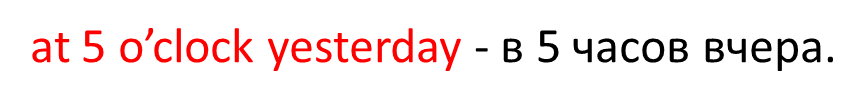 at 5 o’clock yesterday - в 5 часов вчера.